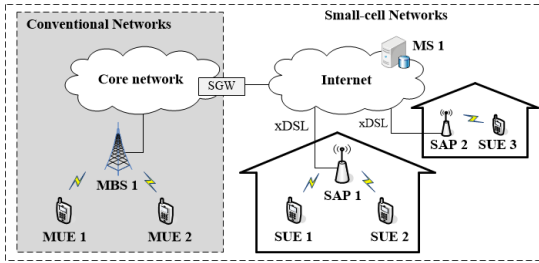 Conventional Networks
Small-cell Networks
MS 1
Core network
SGW
Internet
xDSL
xDSL
SAP 2
SUE 3
MBS 1
SAP 1
MUE 1
MUE 2
SUE 1
SUE 2